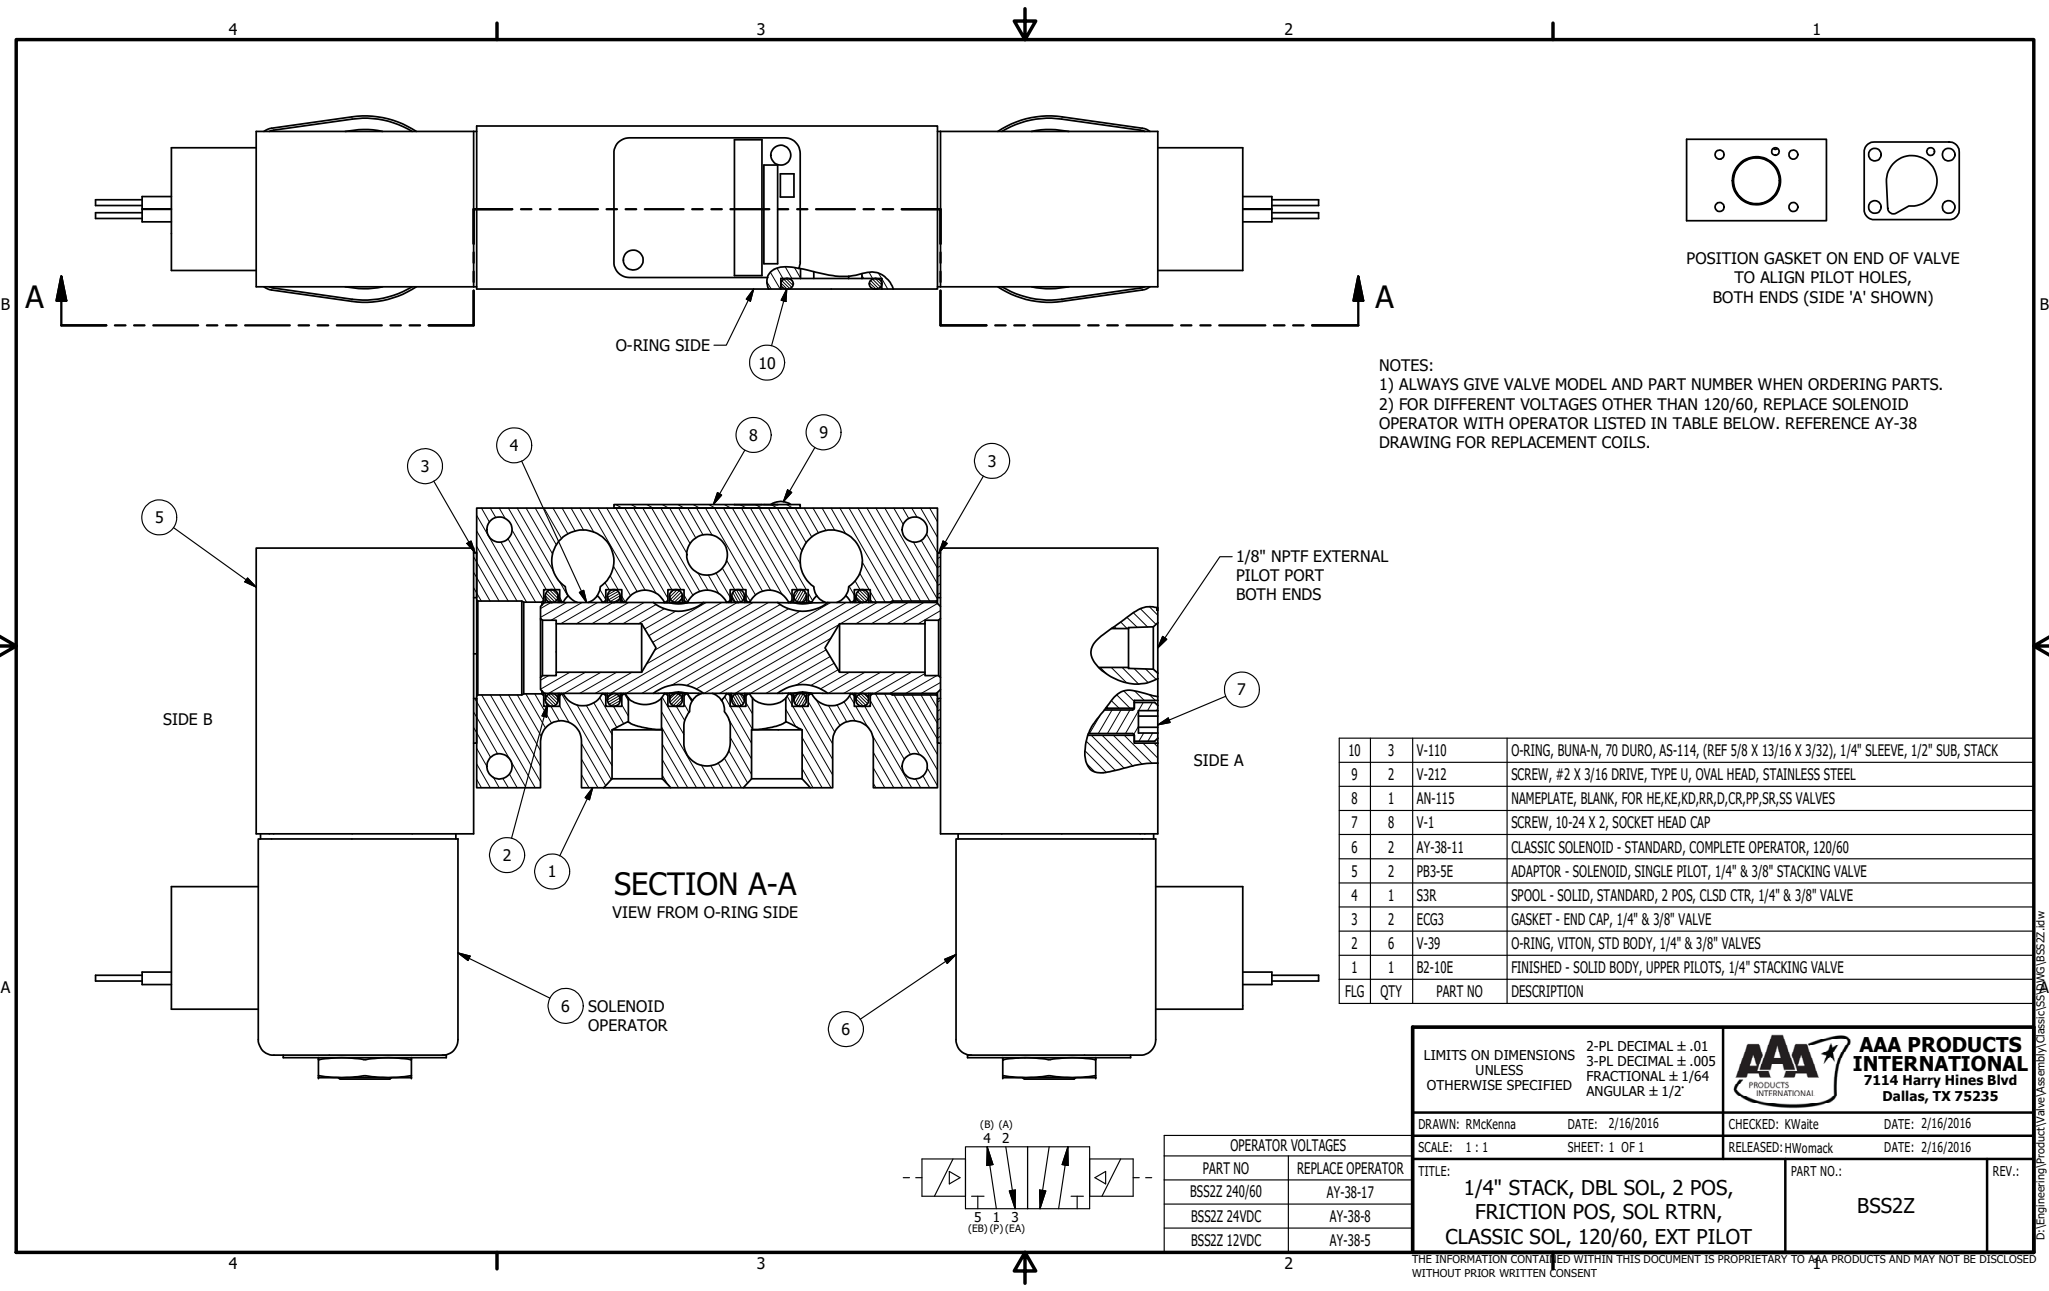 4
3
2
1
B
B
A
A
POSITION GASKET ON END OF VALVE
TO ALIGN PILOT HOLES,
BOTH ENDS (SIDE 'A' SHOWN)
O-RING SIDE
10
NOTES:
1) ALWAYS GIVE VALVE MODEL AND PART NUMBER WHEN ORDERING PARTS.
2) FOR DIFFERENT VOLTAGES OTHER THAN 120/60, REPLACE SOLENOID
OPERATOR WITH OPERATOR LISTED IN TABLE BELOW. REFERENCE AY-38
DRAWING FOR REPLACEMENT COILS.
5
3
4
8
9
3
1/8" NPTF EXTERNAL
PILOT PORT
BOTH ENDS
7
SIDE B
SIDE A
2
1
SECTION A-A
VIEW FROM O-RING SIDE
6
SOLENOID
OPERATOR
6
A
A
10 3 V-110 O-RING, BUNA-N, 70 DURO, AS-114, (REF 5/8 X 13/16 X 3/32), 1/4" SLEEVE, 1/2" SUB, STACK
9 2 V-212 SCREW, #2 X 3/16 DRIVE, TYPE U, OVAL HEAD, STAINLESS STEEL
8 1 AN-115 NAMEPLATE, BLANK, FOR HE,KE,KD,RR,D,CR,PP,SR,SS VALVES
7 8 V-1 SCREW, 10-24 X 2, SOCKET HEAD CAP
6 2 AY-38-11 CLASSIC SOLENOID - STANDARD, COMPLETE OPERATOR, 120/60
5 2 PB3-5E ADAPTOR - SOLENOID, SINGLE PILOT, 1/4" & 3/8" STACKING VALVE
4 1 S3R SPOOL - SOLID, STANDARD, 2 POS, CLSD CTR, 1/4" & 3/8" VALVE
3 2 ECG3 GASKET - END CAP, 1/4" & 3/8" VALVE
2 6 V-39 O-RING, VITON, STD BODY, 1/4" & 3/8" VALVES
1 1 B2-10E FINISHED - SOLID BODY, UPPER PILOTS, 1/4" STACKING VALVE
FLG QTY PART NO DESCRIPTION
LIMITS ON DIMENSIONS
UNLESS
OTHERWISE SPECIFIED
2-PL DECIMAL ± .01
3-PL DECIMAL ± .005
FRACTIONAL ± 1/64
ANGULAR ± 1/2°
AAA
PRODUCTS
INTERNATIONAL
AAA PRODUCTS
INTERNATIONAL
7114 Harry Hines Blvd
Dallas, TX 75235
DRAWN: RMcKenna DATE: 2/16/2016
CHECKED: KWaite DATE: 2/16/2016
SCALE: 1 : 1 SHEET: 1 OF 1
RELEASED: HWomack DATE: 2/16/2016
TITLE:
1/4" STACK, DBL SOL, 2 POS,
FRICTION POS, SOL RTRN,
CLASSIC SOL, 120/60, EXT PILOT
PART NO.:
BSS2Z
REV.:
(B) (A)
4 2
5 1 3
(EB) (P) (EA)
OPERATOR VOLTAGES
PART NO REPLACE OPERATOR
BSS2Z 240/60 AY-38-17
BSS2Z 24VDC AY-38-8
BSS2Z 12VDC AY-38-5
D:\Engineering\Product\Valve\Assembly\Classic\SS\DWG\BSS2Z.idw
4
3
2
1
THE INFORMATION CONTAINED WITHIN THIS DOCUMENT IS PROPRIETARY TO AAA PRODUCTS AND MAY NOT BE DISCLOSED
WITHOUT PRIOR WRITTEN CONSENT